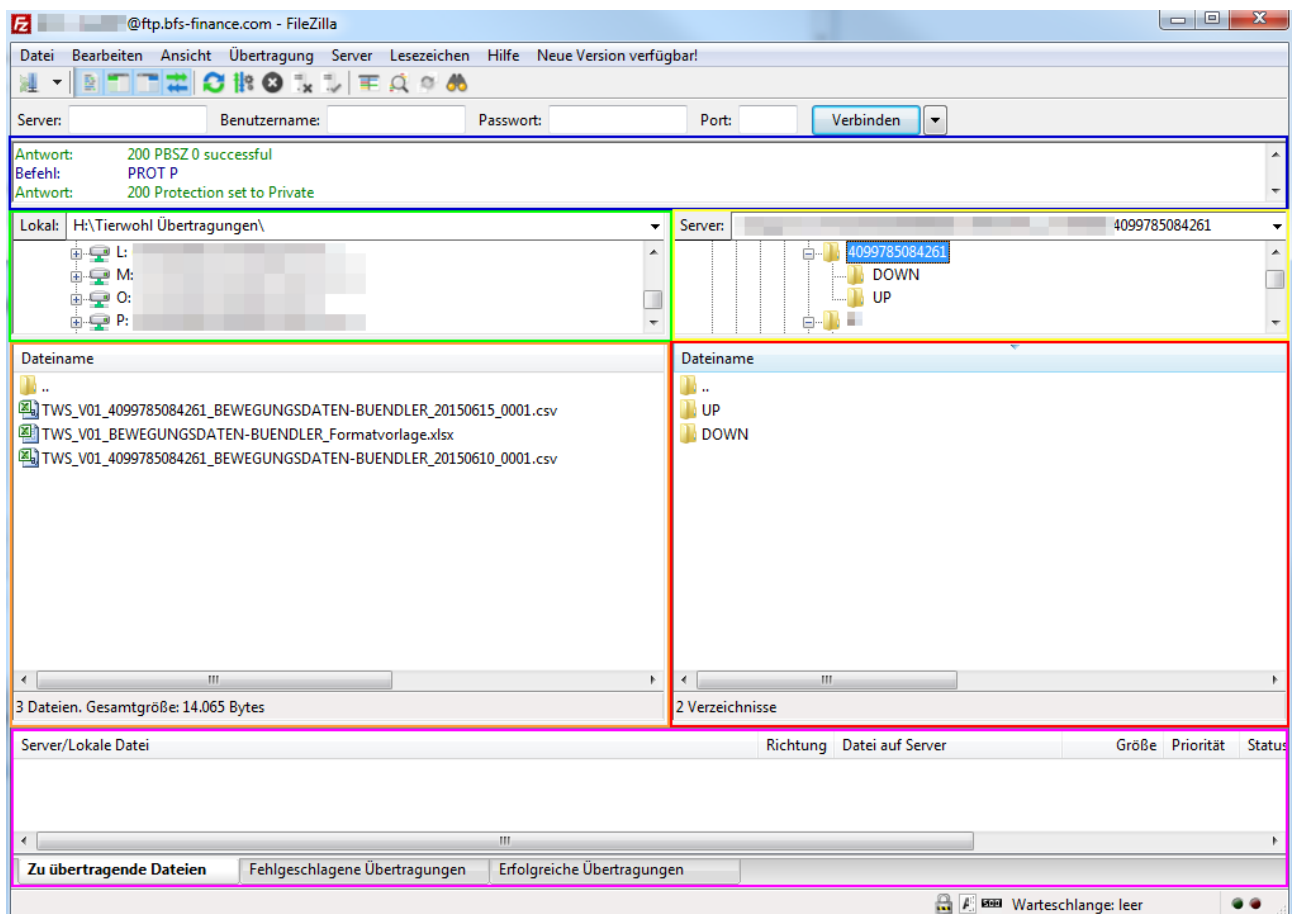 @ftp.bfs-finance.com - FileZilla
Datei Bearbeiten Ansicht Übertragung Server Lesezeichen Hilfe Neue Version verfügbar!
Server: Benutzername: Passwort: Port: Verbinden
Antwort: 200 PBSZ 0 successful
Befehl: PROT P
Antwort: 200 Protection set to Private
Lokal: H:\Tierwohl Übertragungen\
L:
M:
O:
P:
Server: 4099785084261
4099785084261
DOWN
UP
Dateiname
..
TWS_V01_4099785084261_BEWEGUNGSDATEN-BUENDLER_20150615_0001.csv
TWS_V01_BEWEGUNGSDATEN-BUENDLER_Formatvorlage.xlsx
TWS_V01_4099785084261_BEWEGUNGSDATEN-BUENDLER_20150610_0001.csv
3 Dateien. Gesamtgröße: 14.065 Bytes
Dateiname
..
UP
DOWN
2 Verzeichnisse
Server/Lokale Datei Richtung Datei auf Server Größe Priorität Status
Zu übertragende Dateien Fehlgeschlagene Übertragungen Erfolgreiche Übertragungen
Warteschlange: leer